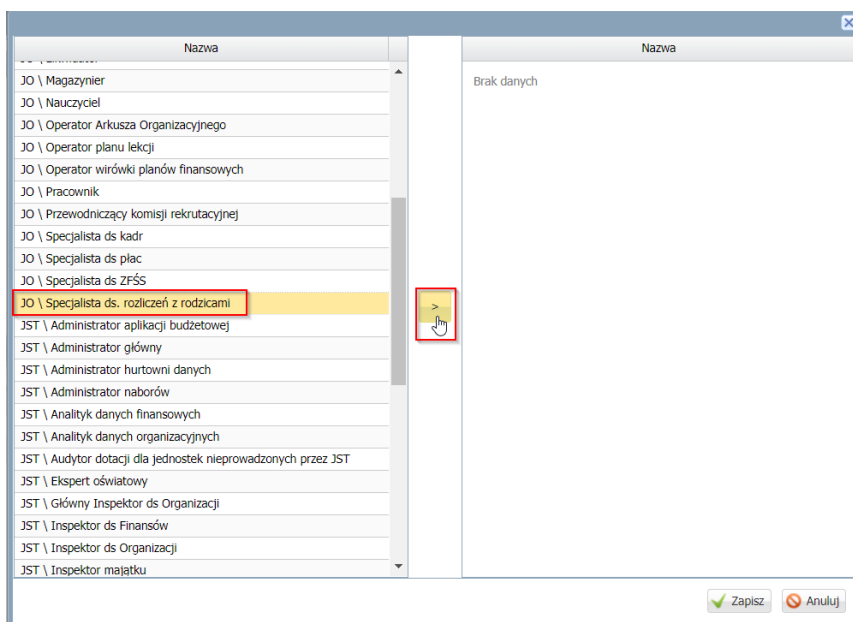 Nazwa
Nazwa
Brak danych
JO \ Magazynier
JO \ Nauczyciel
JO \ Operator Arkusza Organizacyjnego
JO \ Operator planu lekcji
JO \ Operator wirówki planów finansowych
JO \ Pracownik
JO \ Przewodniczący komisji rekrutacyjnej
JO \ Specjalista ds kadr
JO \ Specjalista ds płac
JO \ Specjalista ds ZFŚS
JO \ Specjalista ds. rozliczeń z rodzicami
>
JST \ Administrator aplikacji budżetowej
JST \ Administrator główny
JST \ Administrator hurtowni danych
JST \ Administrator naborów
JST \ Analityk danych finansowych
JST \ Analityk danych organizacyjnych
JST \ Audytor dotacji dla jednostek nieprowadzonych przez JST
JST \ Ekspert oświatowy
JST \ Główny Inspektor ds Organizacji
JST \ Inspektor ds Finansów
JST \ Inspektor ds Organizacji
JST \ Inspektor majątku
Zapisz
Anuluj